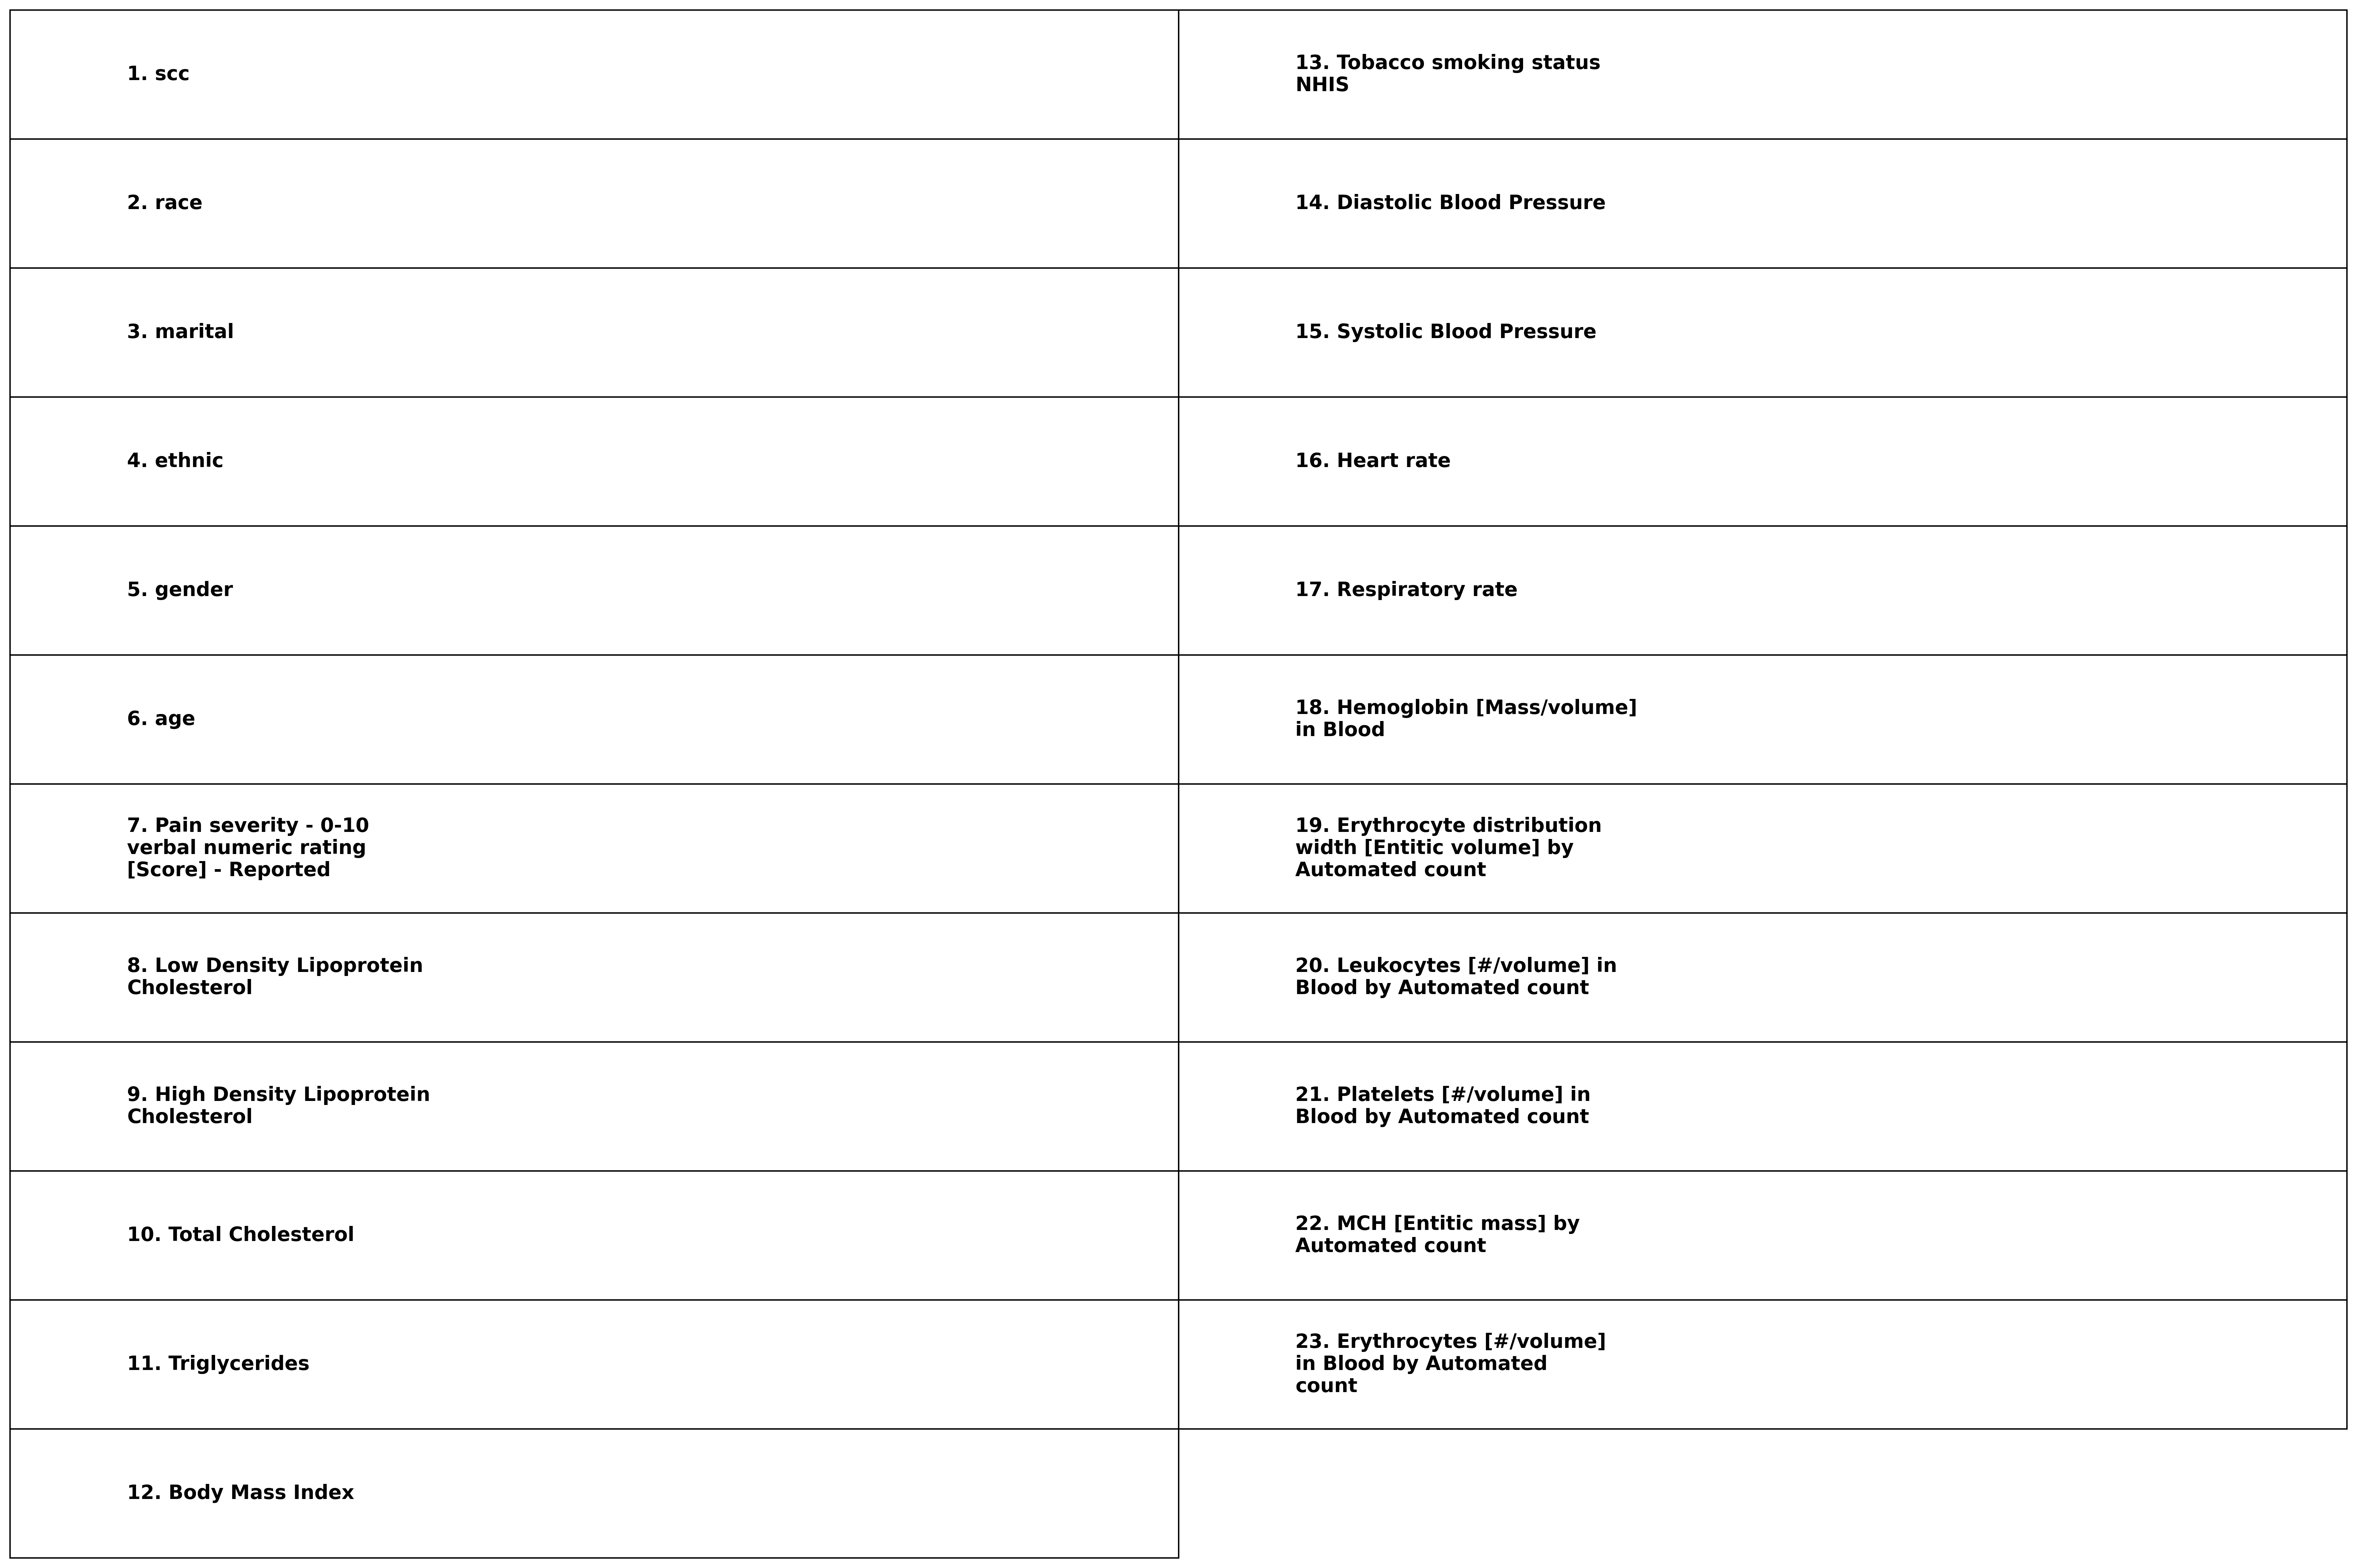 1. scc
2. race
3. marital
4. ethnic
5. gender
6. age
7. Pain severity - 0-10
verbal numeric rating
[Score] - Reported
8. Low Density Lipoprotein
Cholesterol
9. High Density Lipoprotein
Cholesterol
10. Total Cholesterol
11. Triglycerides
12. Body Mass Index
13. Tobacco smoking status
NHIS
14. Diastolic Blood Pressure
15. Systolic Blood Pressure
16. Heart rate
17. Respiratory rate
18. Hemoglobin [Mass/volume]
in Blood
19. Erythrocyte distribution
width [Entitic volume] by
Automated count
20. Leukocytes [#/volume] in
Blood by Automated count
21. Platelets [#/volume] in
Blood by Automated count
22. MCH [Entitic mass] by
Automated count
23. Erythrocytes [#/volume]
in Blood by Automated
count